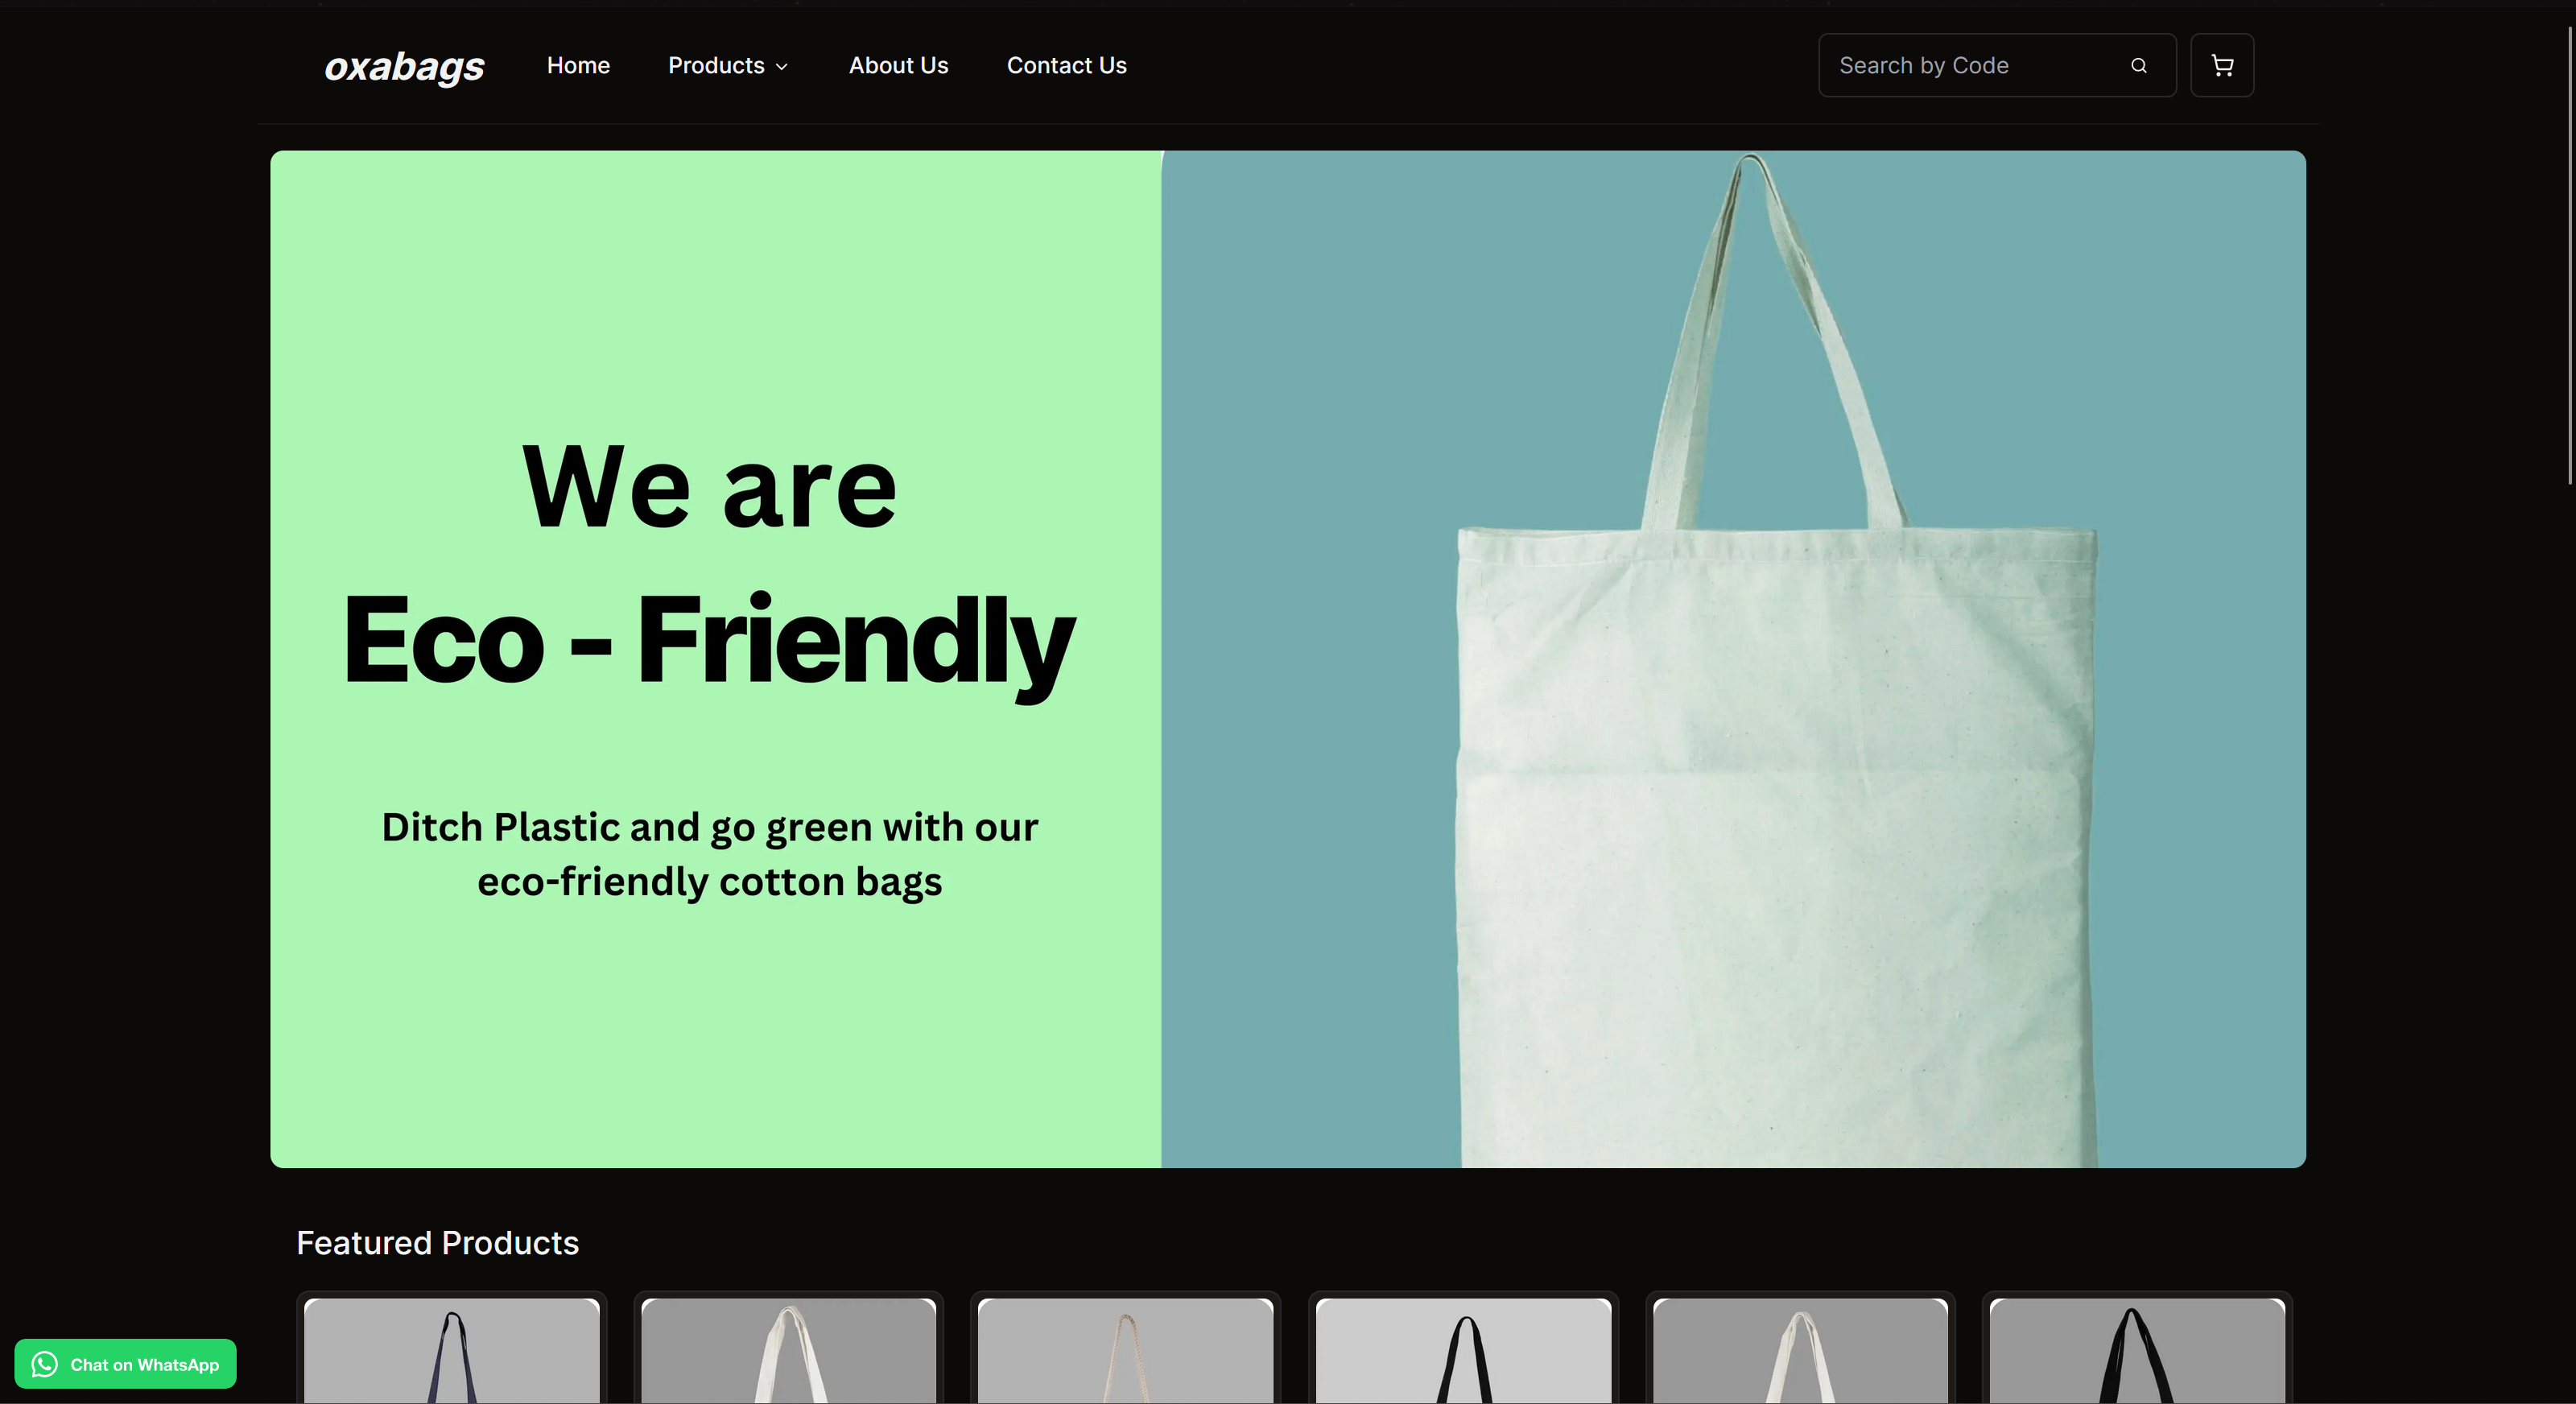 oxabags
Home
Products
About Us
Contact Us
Search by Code
We are
Eco - Friendly
Ditch Plastic and go green with our
eco-friendly cotton bags
Featured Products
Chat on WhatsApp